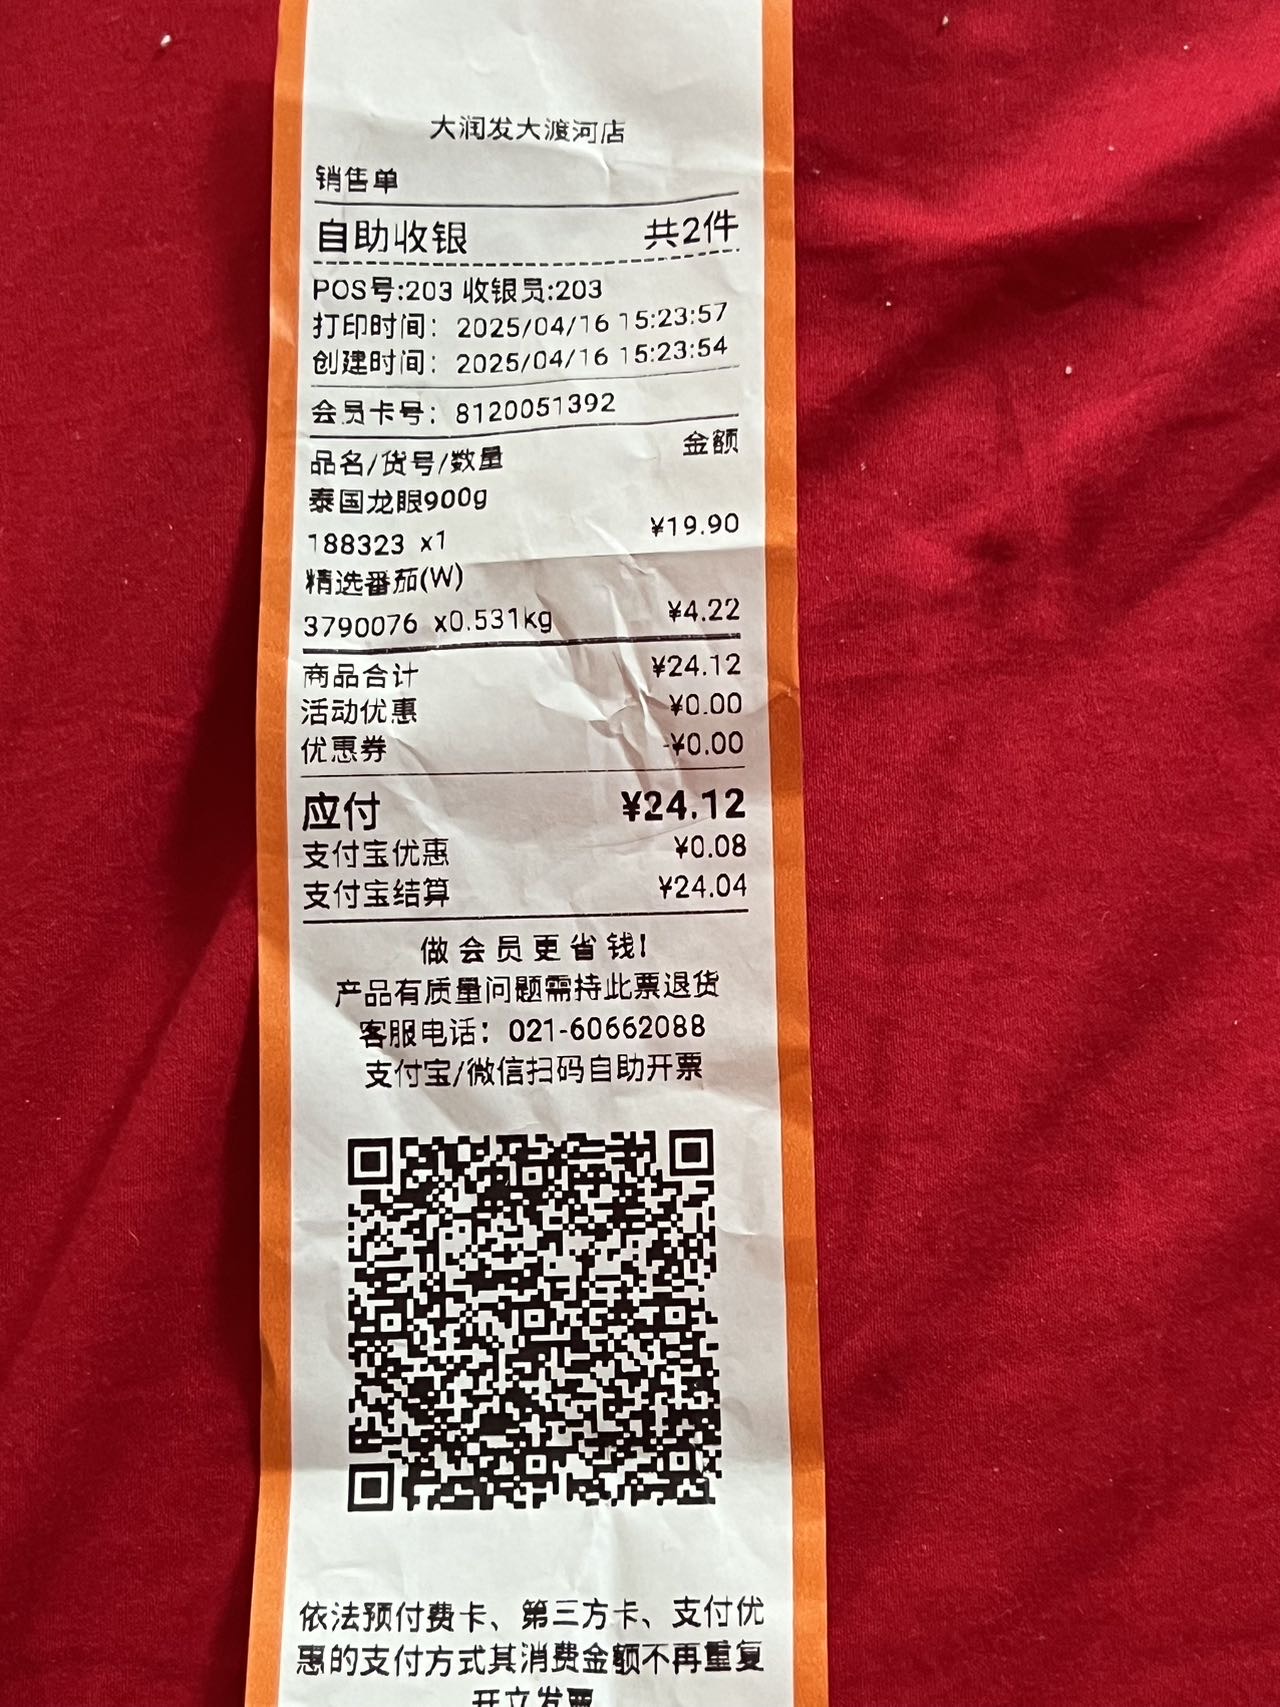 大润发大渡河店
销售单
自助收银 共2件
POS号:203 收银员:203
打印时间: 2025/04/16 15:23:57
创建时间: 2025/04/16 15:23:54
会员卡号: 8120051392
品名/货号/数量 金额
泰国龙眼900g
188323 x1 ¥19.90
精选番茄(W)
3790076 x0.531kg ¥4.22
商品合计 ¥24.12
活动优惠 ¥0.00
优惠券 -¥0.00
应付 ¥24.12
支付宝优惠 ¥0.08
支付宝结算 ¥24.04
做会员更省钱!
产品有质量问题需持此票退货
客服电话: 021-60662088
支付宝/微信扫码自助开票
依法预付费卡、第三方卡、支付优
惠的支付方式其消费金额不再重复
开立发票